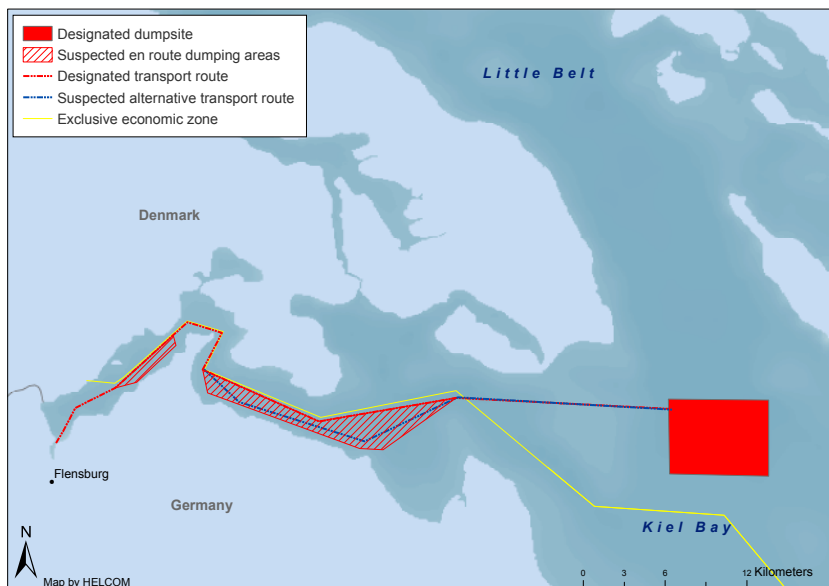 Designated dumpsite
Suspected en route dumping areas
Designated transport route
Suspected alternative transport route
Exclusive economic zone
Little Belt
Denmark
Flensburg
Germany
Kiel Bay
N
Map by HELCOM
0 3 6 12 Kilometers